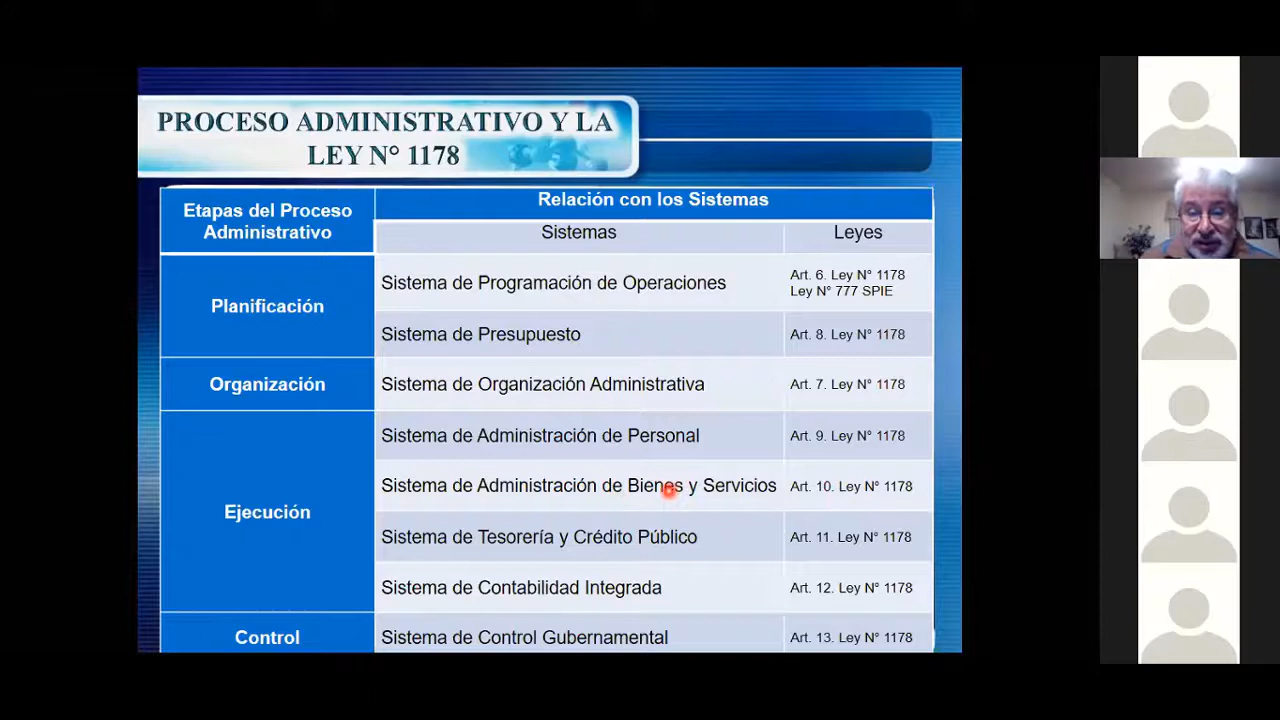 PROCESO ADMINISTRATIVO Y LA
LEY N° 1178
Etapas del Proceso
Administrativo
Relación con los Sistemas
Sistemas
Leyes
Planificación
Sistema de Programación de Operaciones
Art. 6. Ley N° 1178
Ley N° 777 SPIE
Sistema de Presupuesto
Art. 8. Ley N° 1178
Organización
Sistema de Organización Administrativa
Art. 7. Ley N° 1178
Ejecución
Sistema de Administración de Personal
Art. 9. Ley N° 1178
Sistema de Administración de Bienes y Servicios
Art. 10. Ley N° 1178
Sistema de Tesorería y Crédito Público
Art. 11. Ley N° 1178
Sistema de Contabilidad Integrada
Art. 12. Ley N° 1178
Control
Sistema de Control Gubernamental
Art. 13. Ley N° 1178